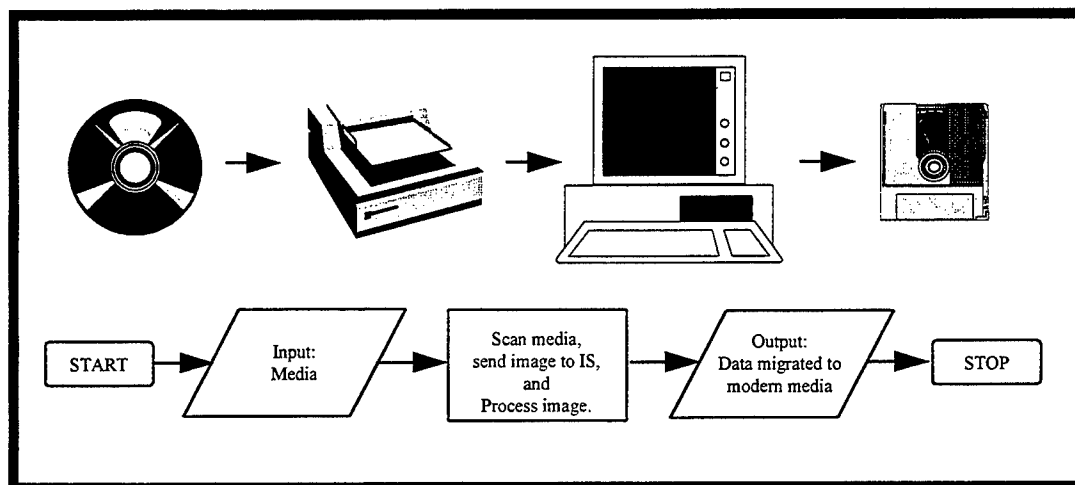 START
Input:
Media
Scan media,
send image to IS,
and
Process image.
Output:
Data migrated to
modern media
STOP